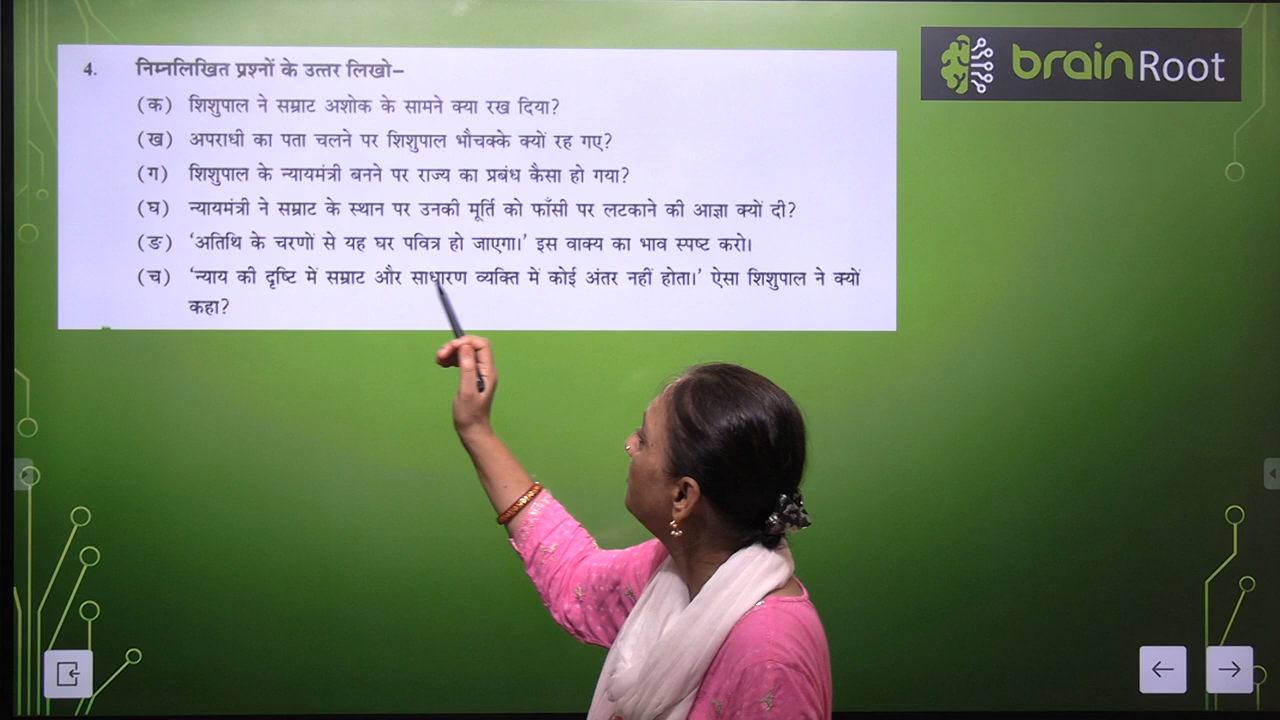 brainRoot
4. निम्नलिखित प्रश्नों के उत्तर लिखो–
(क) शिशुपाल ने सम्राट अशोक के सामने क्या रख दिया?
(ख) अपराधी का पता चलने पर शिशुपाल भौचक्के क्यों रह गए?
(ग) शिशुपाल के न्यायमंत्री बनने पर राज्य का प्रबंध कैसा हो गया?
(घ) न्यायमंत्री ने सम्राट के स्थान पर उनकी मूर्ति को फाँसी पर लटकाने की आज्ञा क्यों दी?
(ङ) ‘अतिथि के चरणों से यह घर पवित्र हो जाएगा।’ इस वाक्य का भाव स्पष्ट करो।
(च) ‘न्याय की दृष्टि में सम्राट और साधारण व्यक्ति में कोई अंतर नहीं होता।’ ऐसा शिशुपाल ने क्यों
कहा?